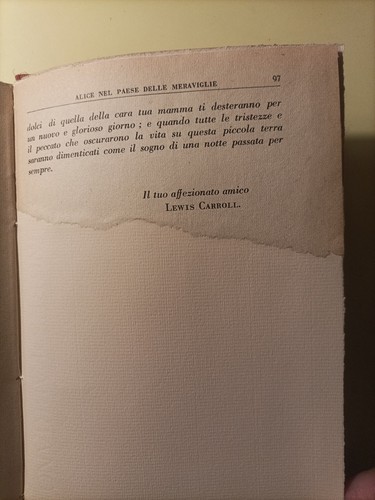 ALICE NEL PAESE DELLE MERAVIGLIE 97
dolci di quella della cara tua mamma ti desteranno per
un nuovo e glorioso giorno ; e quando tutte le tristezze e
il peccato che oscurarono la vita su questa piccola terra
saranno dimenticati come il sogno di una notte passata per
sempre.
Il tuo affezionato amico
LEWIS CARROLL.